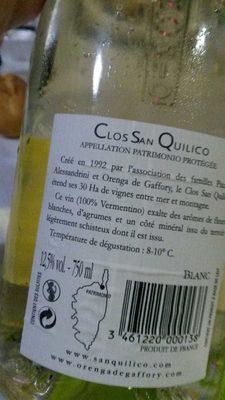 CLOS SAN QUILICO
APPELLATION PATRIMONIO PROTÉGÉE
Créé en 1992 par l'association des familles
Alessandrini et Orenga de Gaffory, le Clos San
étend ses 30 Ha de vignes entre mer et montagne.
Ce vin (100% Vermentino) exalte des arômes de
blanches, d'agrumes et un côté minéral issu du
légèrement schisteux dont il est issu.
Température de dégustation : 8-10° C.
12,5% vol. - 750 ml
BLANC
PATRIMONIO
3 461220 000138
PRODUIT DE FRANCE
www.sanquilico.com
www.orengadegaffory.com